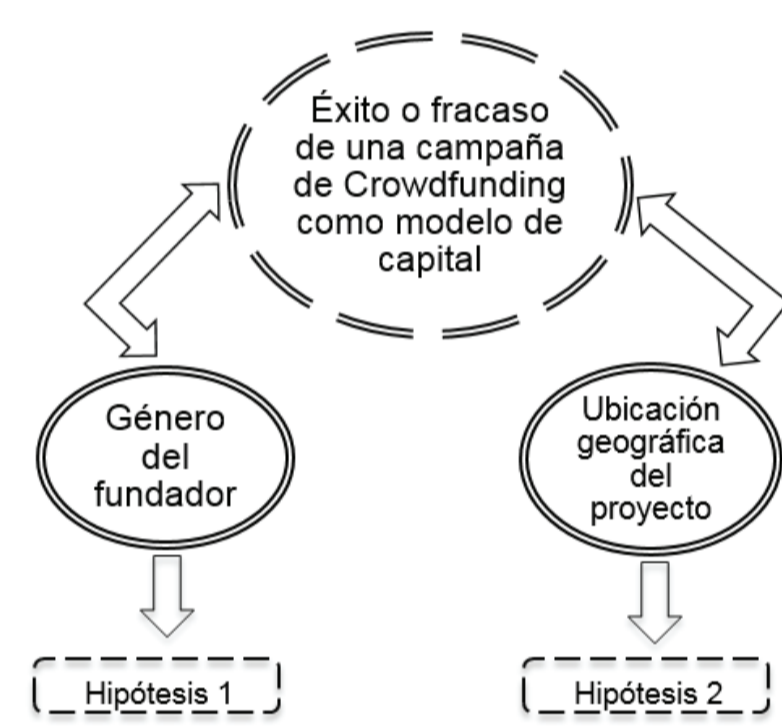 Éxito o fracaso
de una campaña
de Crowdfunding
como modelo de
capital
Género
del
fundador
Ubicación
geográfica
del
proyecto
Hipótesis 1
Hipótesis 2